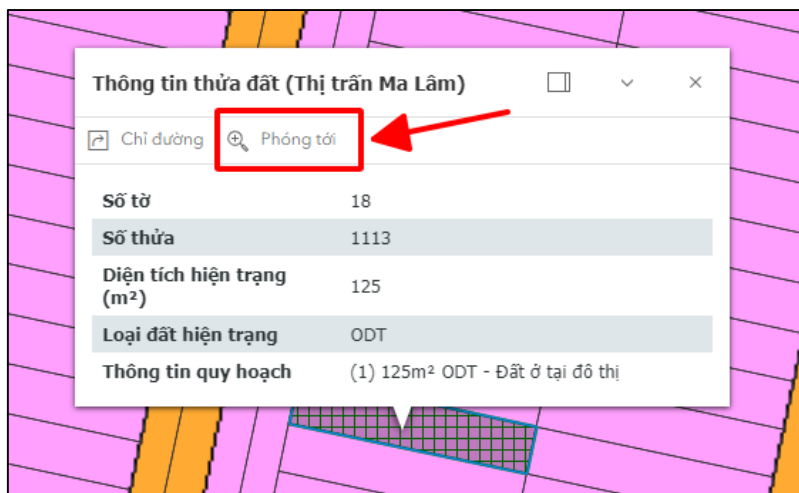 Thông tin thửa đất (Thị trấn Ma Lâm)
Chỉ đường Phóng tới
Số tờ 18
Số thửa 1113
Diện tích hiện trạng
(m²) 125
Loại đất hiện trạng ODT
Thông tin quy hoạch (1) 125m² ODT - Đất ở tại đô thị